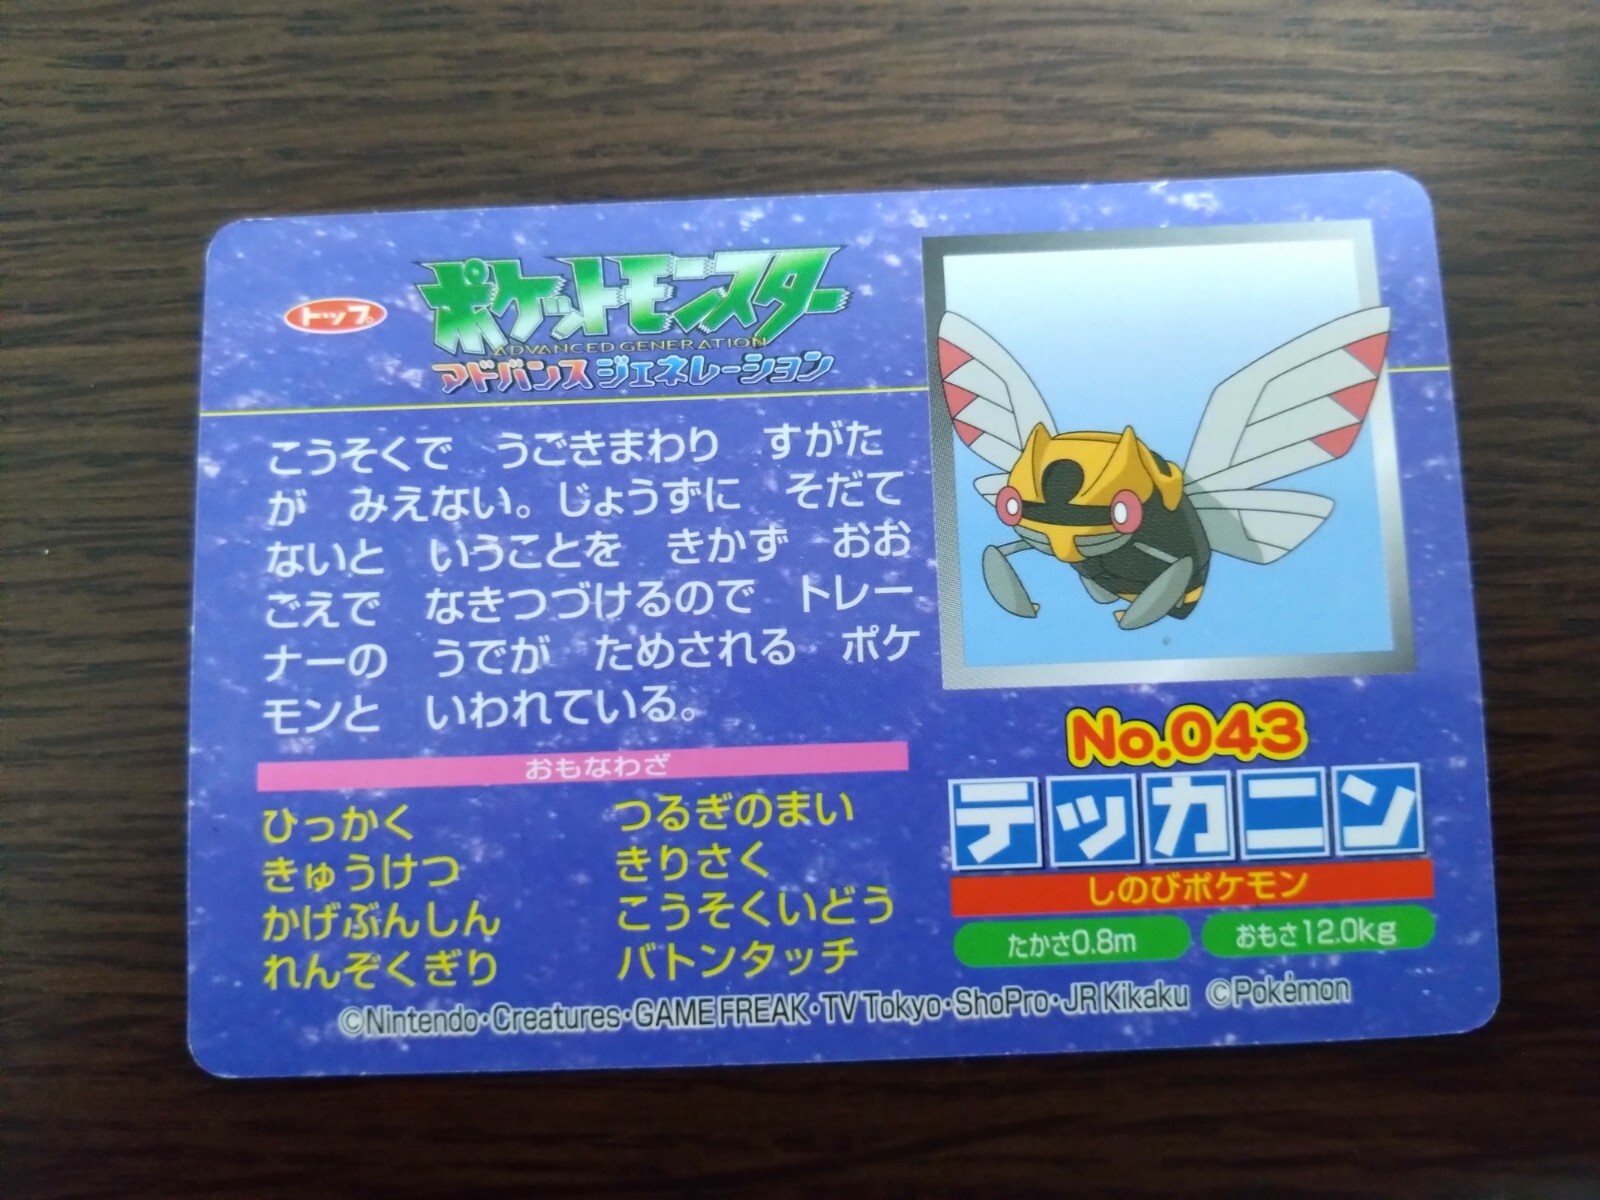 トップ
ポケットモンスター
ADVANCED GENERATION
アドバンスジェネレーション
こうそくで　うごきまわり　すがた
が　みえない。じょうずに　そだて
ないと　いうことを　きかず　おお
ごえで　なきつづけるので　トレー
ナーの　うでが　ためされる　ポケ
モンと　いわれている。
おもなわざ
ひっかく
きゅうけつ
かげぶんしん
れんぞくぎり
つるぎのまい
きりさく
こうそくいどう
バトンタッチ
No.043
テッカニン
しのびポケモン
たかさ0.8m
おもさ12.0kg
©Nintendo・Creatures・GAME FREAK・TV Tokyo・ShoPro・JR Kikaku ©Pokémon